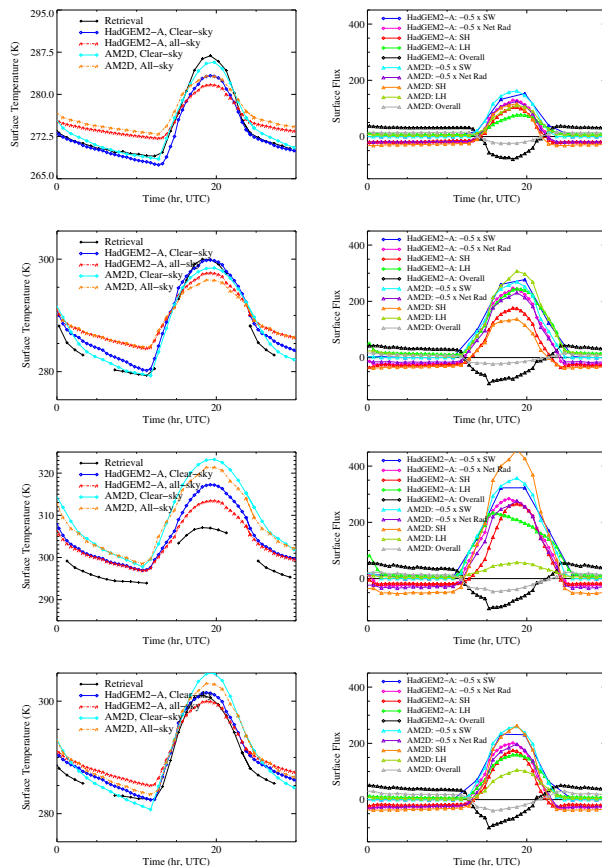 295.0
287.5
280.0
272.5
265.0
Surface Temperature (K)
Retrieval
HadGEM2-A, Clear-sky
HadGEM2-A, all-sky
AM2D, Clear-sky
AM2D, All-sky
0
20
Time (hr, UTC)
400
200
0
Surface Flux
HadGEM2-A: -0.5 x SW
HadGEM2-A: -0.5 x Net Rad
HadGEM2-A: SH
HadGEM2-A: LH
HadGEM2-A: Overall
AM2D: -0.5 x SW
AM2D: -0.5 x Net Rad
AM2D: SH
AM2D: LH
AM2D: Overall
0
20
Time (hr, UTC)
300
280
Surface Temperature (K)
Retrieval
HadGEM2-A, Clear-sky
HadGEM2-A, all-sky
AM2D, Clear-sky
AM2D, All-sky
0
20
Time (hr, UTC)
400
200
0
Surface Flux
HadGEM2-A: -0.5 x SW
HadGEM2-A: -0.5 x Net Rad
HadGEM2-A: SH
HadGEM2-A: LH
HadGEM2-A: Overall
AM2D: -0.5 x SW
AM2D: -0.5 x Net Rad
AM2D: SH
AM2D: LH
AM2D: Overall
0
20
Time (hr, UTC)
320
310
300
290
Surface Temperature (K)
Retrieval
HadGEM2-A, Clear-sky
HadGEM2-A, all-sky
AM2D, Clear-sky
AM2D, All-sky
0
20
Time (hr, UTC)
400
200
0
Surface Flux
HadGEM2-A: -0.5 x SW
HadGEM2-A: -0.5 x Net Rad
HadGEM2-A: SH
HadGEM2-A: LH
HadGEM2-A: Overall
AM2D: -0.5 x SW
AM2D: -0.5 x Net Rad
AM2D: SH
AM2D: LH
AM2D: Overall
0
20
Time (hr, UTC)
300
280
Surface Temperature (K)
Retrieval
HadGEM2-A, Clear-sky
HadGEM2-A, all-sky
AM2D, Clear-sky
AM2D, All-sky
0
20
Time (hr, UTC)
400
200
0
Surface Flux
HadGEM2-A: -0.5 x SW
HadGEM2-A: -0.5 x Net Rad
HadGEM2-A: SH
HadGEM2-A: LH
HadGEM2-A: Overall
AM2D: -0.5 x SW
AM2D: -0.5 x Net Rad
AM2D: SH
AM2D: LH
AM2D: Overall
0
20
Time (hr, UTC)